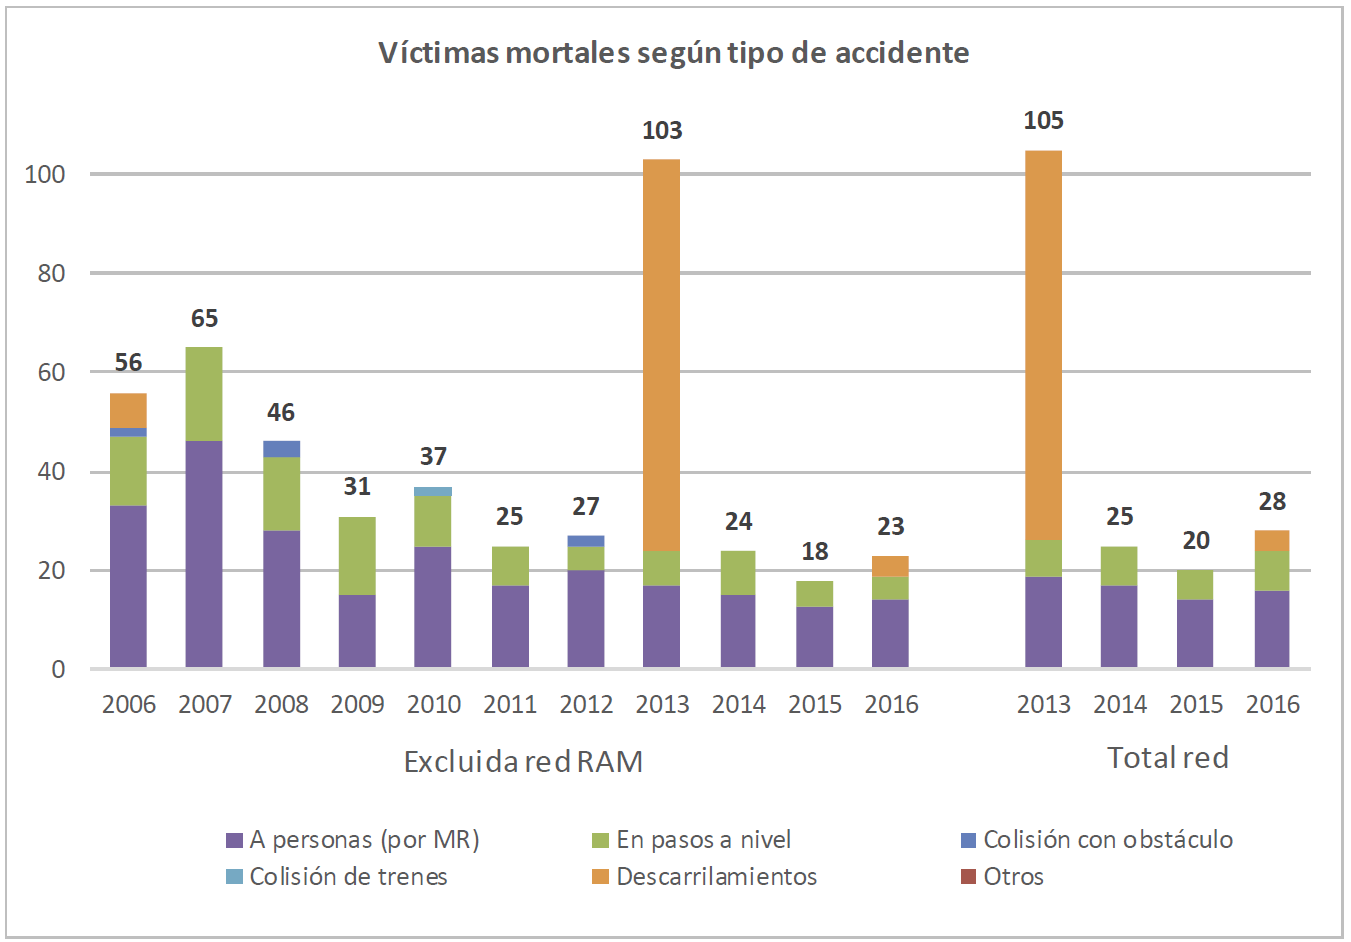 Víctimas mortales según tipo de accidente
103
105
100
80
65
60
56
46
40
37
31
25
27
24
18
23
25
20
28
20
0
2006 2007 2008 2009 2010 2011 2012 2013 2014 2015 2016 2013 2014 2015 2016
Excluida red RAM
Total red
A personas (por MR)
En pasos a nivel
Colisión con obstáculo
Colisión de trenes
Descarrilamientos
Otros